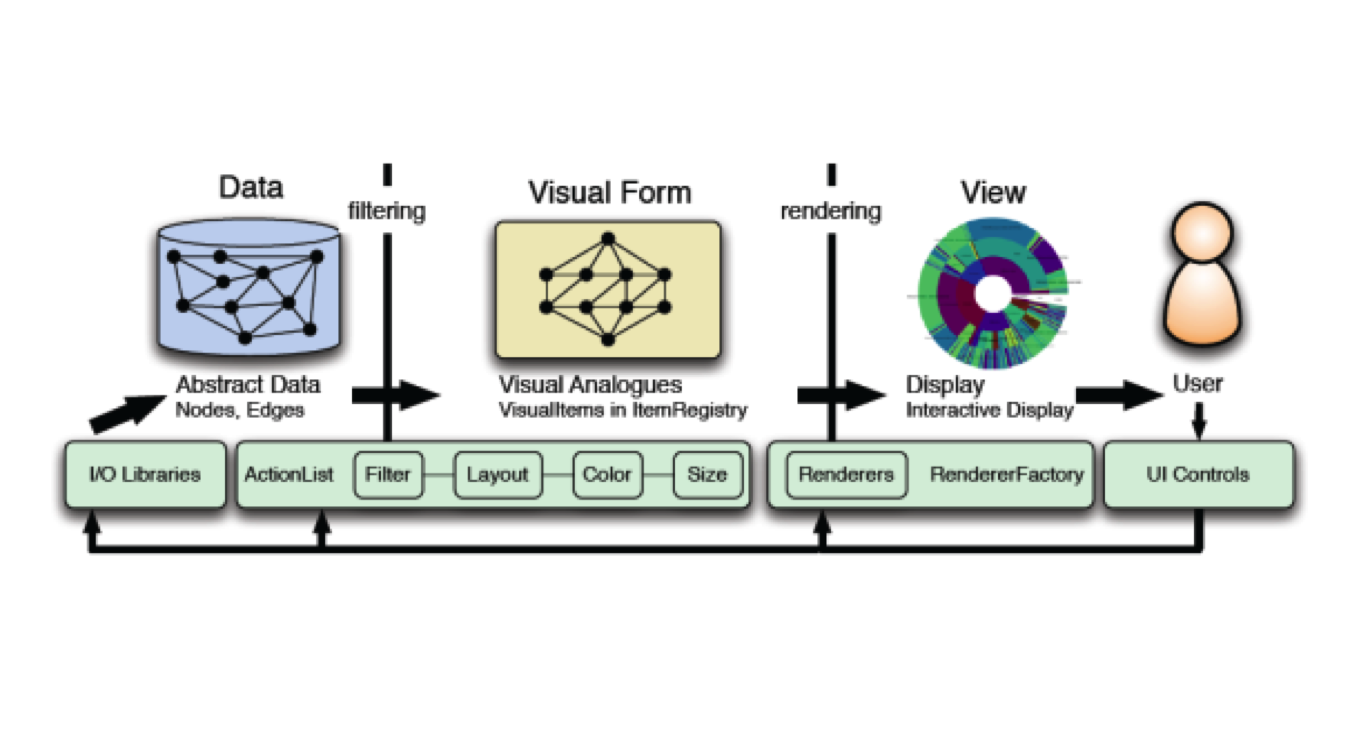 Data
filtering
Visual Form
rendering
View
Abstract Data
Nodes, Edges
Visual Analogues
VisualItems in ItemRegistry
Display
Interactive Display
User
I/O Libraries
ActionList
Filter
Layout
Color
Size
Renderers
RendererFactory
UI Controls